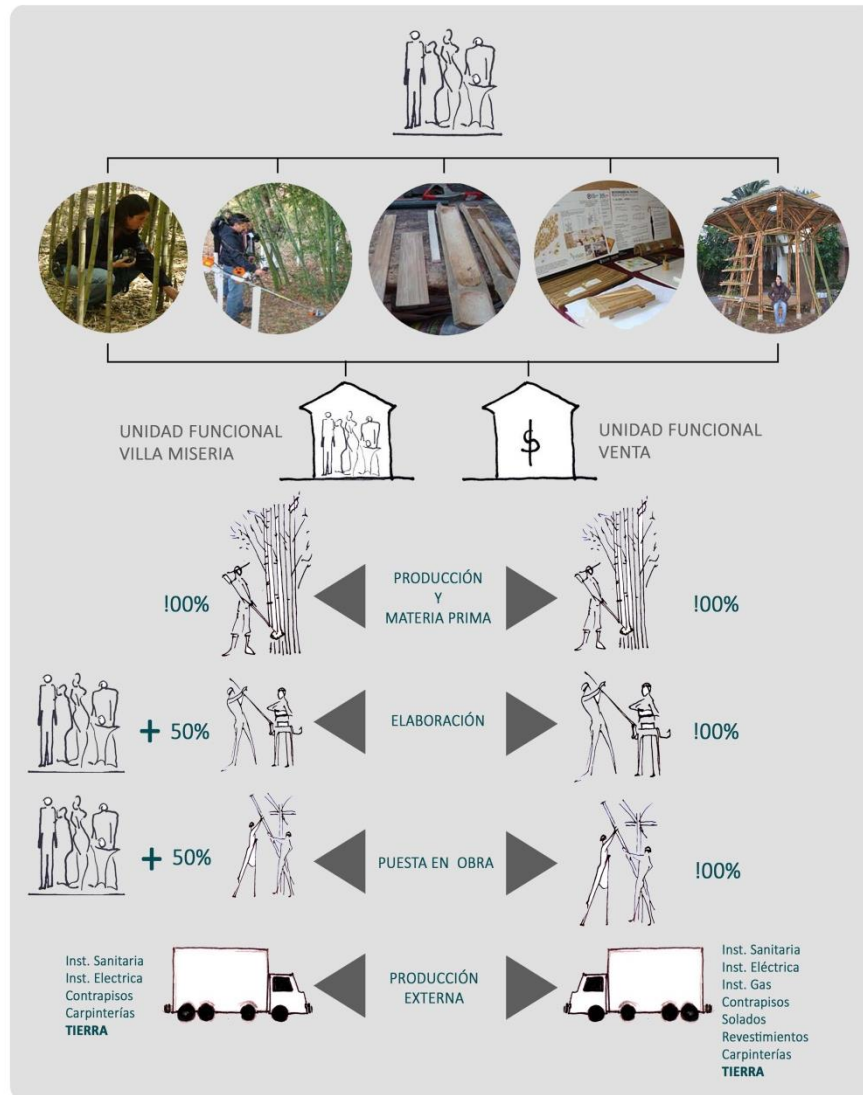 UNIDAD FUNCIONAL
VILLA MISERIA
$
UNIDAD FUNCIONAL
VENTA
!00%
PRODUCCIÓN
Y
MATERIA PRIMA
!00%
+ 50%
ELABORACIÓN
!00%
+ 50%
PUESTA EN OBRA
!00%
Inst. Sanitaria
Inst. Electrica
Contrapisos
Carpinterías
TIERRA
PRODUCCIÓN
EXTERNA
Inst. Sanitaria
Inst. Eléctrica
Inst. Gas
Contrapisos
Solados
Revestimientos
Carpinterías
TIERRA